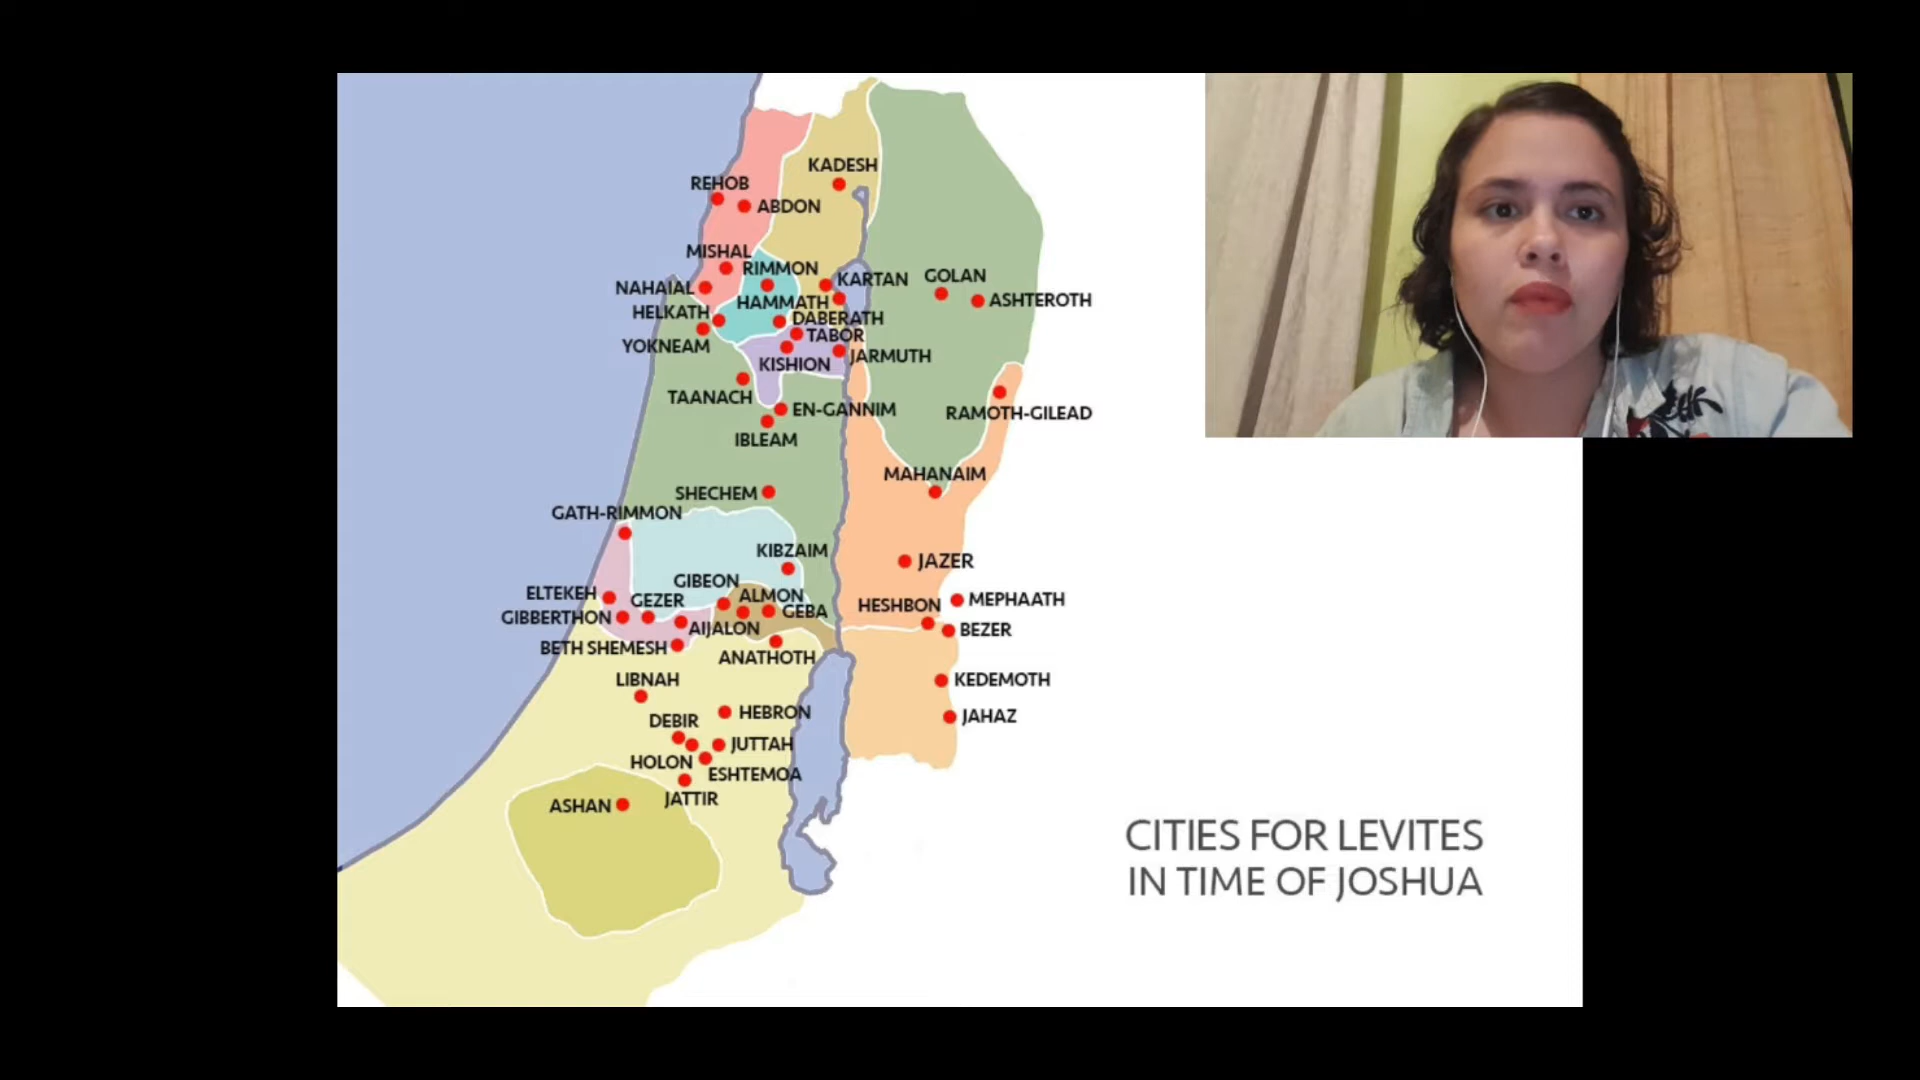 KADESH
REHOB
ABDON
MISHAL
RIMMON
KARTAN
GOLAN
NAHAIAL
HAMMATH
ASHTEROTH
HELKATH
DABERATH
TABOR
YOKNEAM
KISHION
JARMUTH
TAANACH
EN-GANNIM
RAMOTH-GILEAD
IBLEAM
MAHANAIM
SHECHEM
GATH-RIMMON
KIBZAIM
JAZER
GIBEON
ELTEKEH
GEZER
ALMON
HESHBON
MEPHAATH
GIBBERTHON
GEBA
AIJALON
BEZER
BETH SHEMESH
ANATHOTH
LIBNAH
KEDEMOTH
DEBIR
HEBRON
JAHAZ
JUTTAH
HOLON
ESHTEMOA
ASHAN
JATTIR
CITIES FOR LEVITES
IN TIME OF JOSHUA